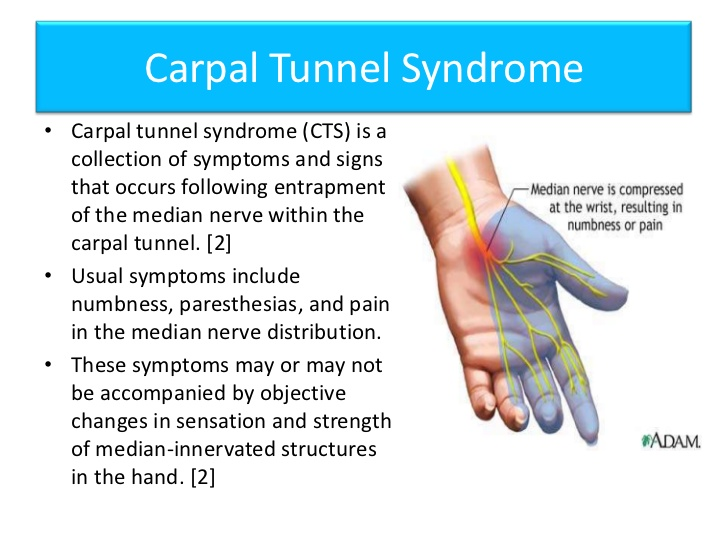 Carpal Tunnel Syndrome
• Carpal tunnel syndrome (CTS) is a
collection of symptoms and signs
that occurs following entrapment
of the median nerve within the
carpal tunnel. [2]
• Usual symptoms include
numbness, paresthesias, and pain
in the median nerve distribution.
• These symptoms may or may not
be accompanied by objective
changes in sensation and strength
of median-innervated structures
in the hand. [2]
Median nerve is compressed
at the wrist, resulting in
numbness or pain
ADAM.